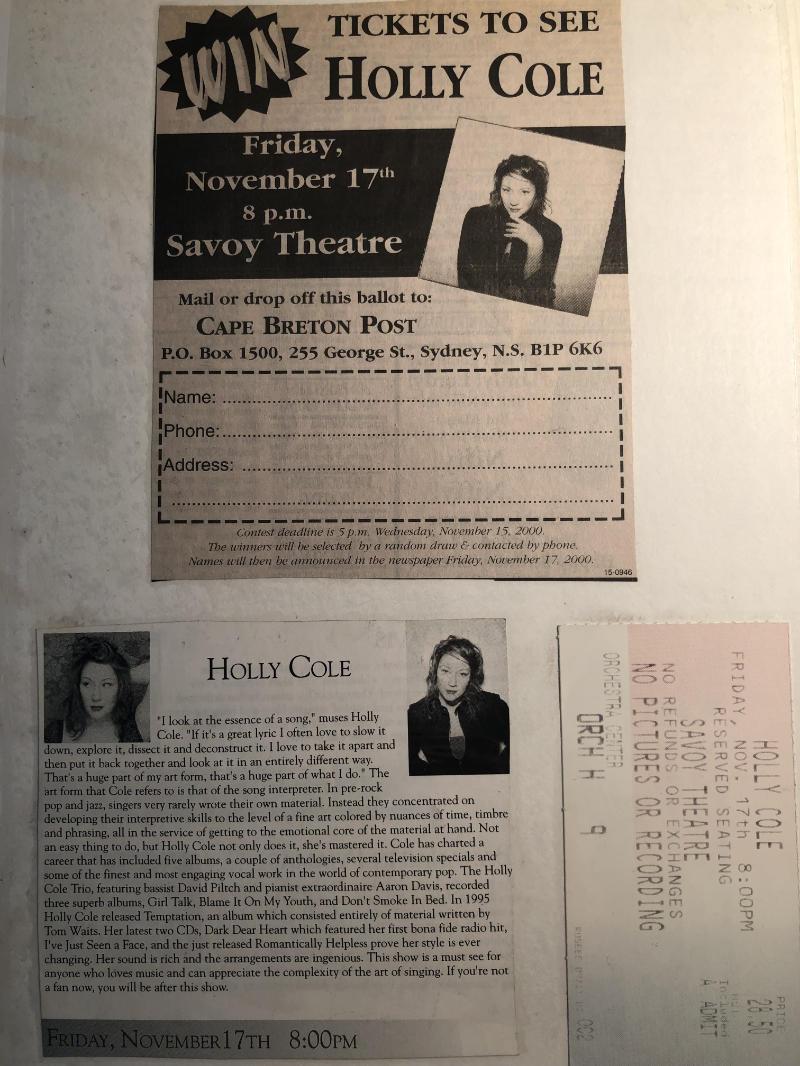 WIN
TICKETS TO SEE
HOLLY COLE
Friday,
November 17th
8 p.m.
Savoy Theatre
Mail or drop off this ballot to:
CAPE BRETON POST
P.O. Box 1500, 255 George St., Sydney, N.S. B1P 6K6
Name:
Phone:
Address:
Contest deadline is 5 p.m. Wednesday, November 15, 2000.
The winners will be selected by a random draw & contacted by phone.
Names will then be announced in the newspaper Friday, November 17, 2000.
15-0946
HOLLY COLE
"I look at the essence of a song," muses Holly
Cole. "If it's a great lyric I often love to slow it
down, explore it, dissect it and deconstruct it. I love to take it apart and
then put it back together and look at it in an entirely different way.
That's a huge part of my art form, that's a huge part of what I do." The
art form that Cole refers to is that of the song interpreter. In pre-rock
pop and jazz, singers very rarely wrote their own material. Instead they concentrated on
developing their interpretive skills to the level of a fine art colored by nuances of time, timbre
and phrasing, all in the service of getting to the emotional core of the material at hand. Not
an easy thing to do, but Holly Cole not only does it, she's mastered it. Cole has charted a
career that has included five albums, a couple of anthologies, several television specials and
some of the finest and most engaging vocal work in the world of contemporary pop. The Holly
Cole Trio, featuring bassist David Piltch and pianist extraordinaire Aaron Davis, recorded
three superb albums, Girl Talk, Blame It On My Youth, and Don't Smoke In Bed. In 1995
Holly Cole released Temptation, an album which consisted entirely of material written by
Tom Waits. Her latest two CDs, Dark Dear Heart which featured her first bona fide radio hit,
I've Just Seen a Face, and the just released Romantically Helpless prove her style is ever
changing. Her sound is rich and the arrangements are ingenious. This show is a must see for
anyone who loves music and can appreciate the complexity of the art of singing. If you're not
a fan now, you will be after this show.
FRIDAY, NOVEMBER 17TH 8:00PM
HOLLY COLE
FRIDAY, NOV. 17th 8:00PM
RESERVED SEATING
SAVOY THEATRE
NO REFUNDS OR EXCHANGES
NO PICTURES OR RECORDING
ORCHESTRA CENTER
ORCH H 9
PRICE
28.50
Included
A ADMIT